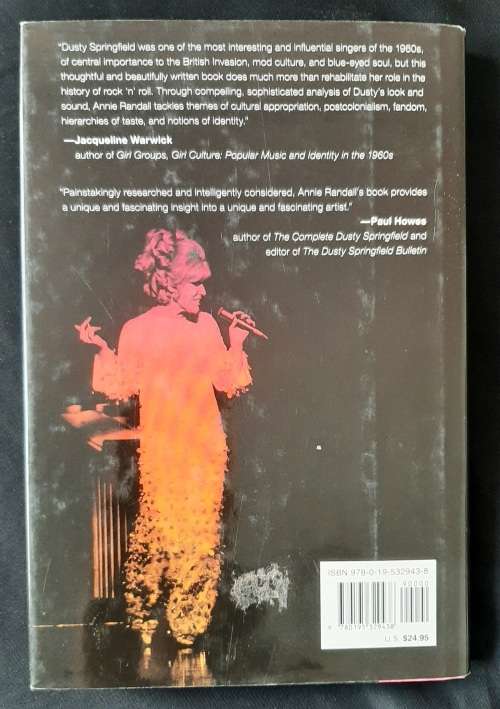 "Dusty Springfield was one of the most interesting and influential singers of the 1960s,
of central importance to the British Invasion, mod culture, and blue-eyed soul, but this
thoughtful and beautifully written book does much more than rehabilitate her role in the
history of rock 'n' roll. Through compelling, sophisticated analysis of Dusty's look and
sound, Annie Randall tackles themes of cultural appropriation, postcolonialism, fandom,
hierarchies of taste, and notions of identity."
—Jacqueline Warwick
author of Girl Groups, Girl Culture: Popular Music and Identity in the 1960s
"Painstakingly researched and intelligently considered, Annie Randall's book provides
a unique and fascinating insight into a unique and fascinating artist."
—Paul Howes
author of The Complete Dusty Springfield and
editor of The Dusty Springfield Bulletin
ISBN 978-0-19-532943-8
90000
9 780195 329438
U.S. $24.95